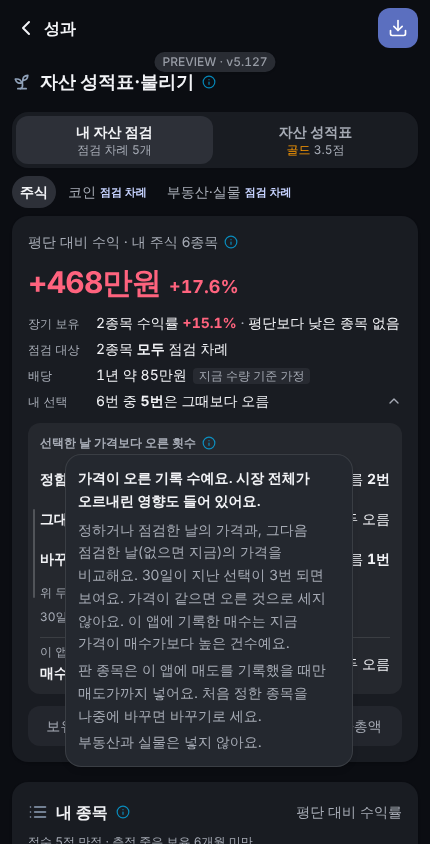 성과
PREVIEW · v5.127
자산 성적표·불리기
내 자산 점검
점검 차례 5개
자산 성적표
골드 3.5점
주식
코인 점검 차례
부동산·실물 점검 차례
평단 대비 수익 · 내 주식 6종목
+468만원 +17.6%
장기 보유 2종목 수익률 +15.1% · 평단보다 낮은 종목 없음
점검 대상 2종목 모두 점검 차례
배당 1년 약 85만원 지금 수량 기준 가정
내 선택 6번 중 5번은 그때보다 오름
선택한 날 가격보다 오른 횟수
가격이 오른 기록 수예요. 시장 전체가
오르내린 영향도 들어 있어요.
정하거나 점검한 날의 가격과, 그다음
점검한 날(없으면 지금)의 가격을
비교해요. 30일이 지난 선택이 3번 되면
보여요. 가격이 같으면 오른 것으로 세지
않아요. 이 앱에 기록한 매수는 지금
가격이 매수가보다 높은 건수예요.
판 종목은 이 앱에 매도를 기록했을 때만
매도가까지 넣어요. 처음 정한 종목을
나중에 바꾸면 바꾸기로 세요.
부동산과 실물은 넣지 않아요.
2번
오름
1번
위
30일
이
매수
오름
총액
내 종목
평단 대비 수익률